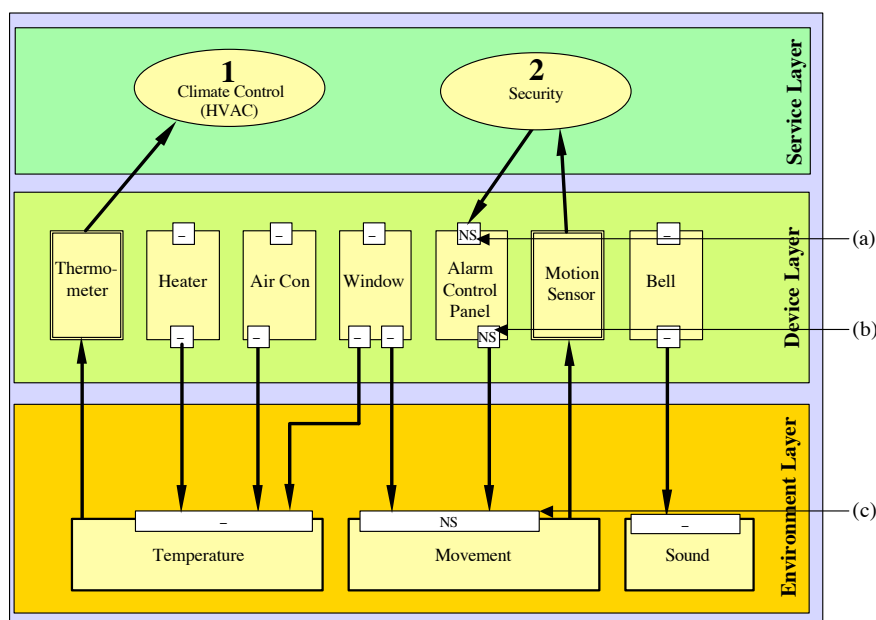 1
Climate Control
(HVAC)
2
Security
Service Layer
–
–
–
NS
–
(a)
Thermo-
meter
Heater
Air Con
Window
Alarm
Control
Panel
Motion
Sensor
Bell
Device Layer
–
–
–
–
NS
–
(b)
–
NS
–
(c)
Temperature
Movement
Sound
Environment Layer